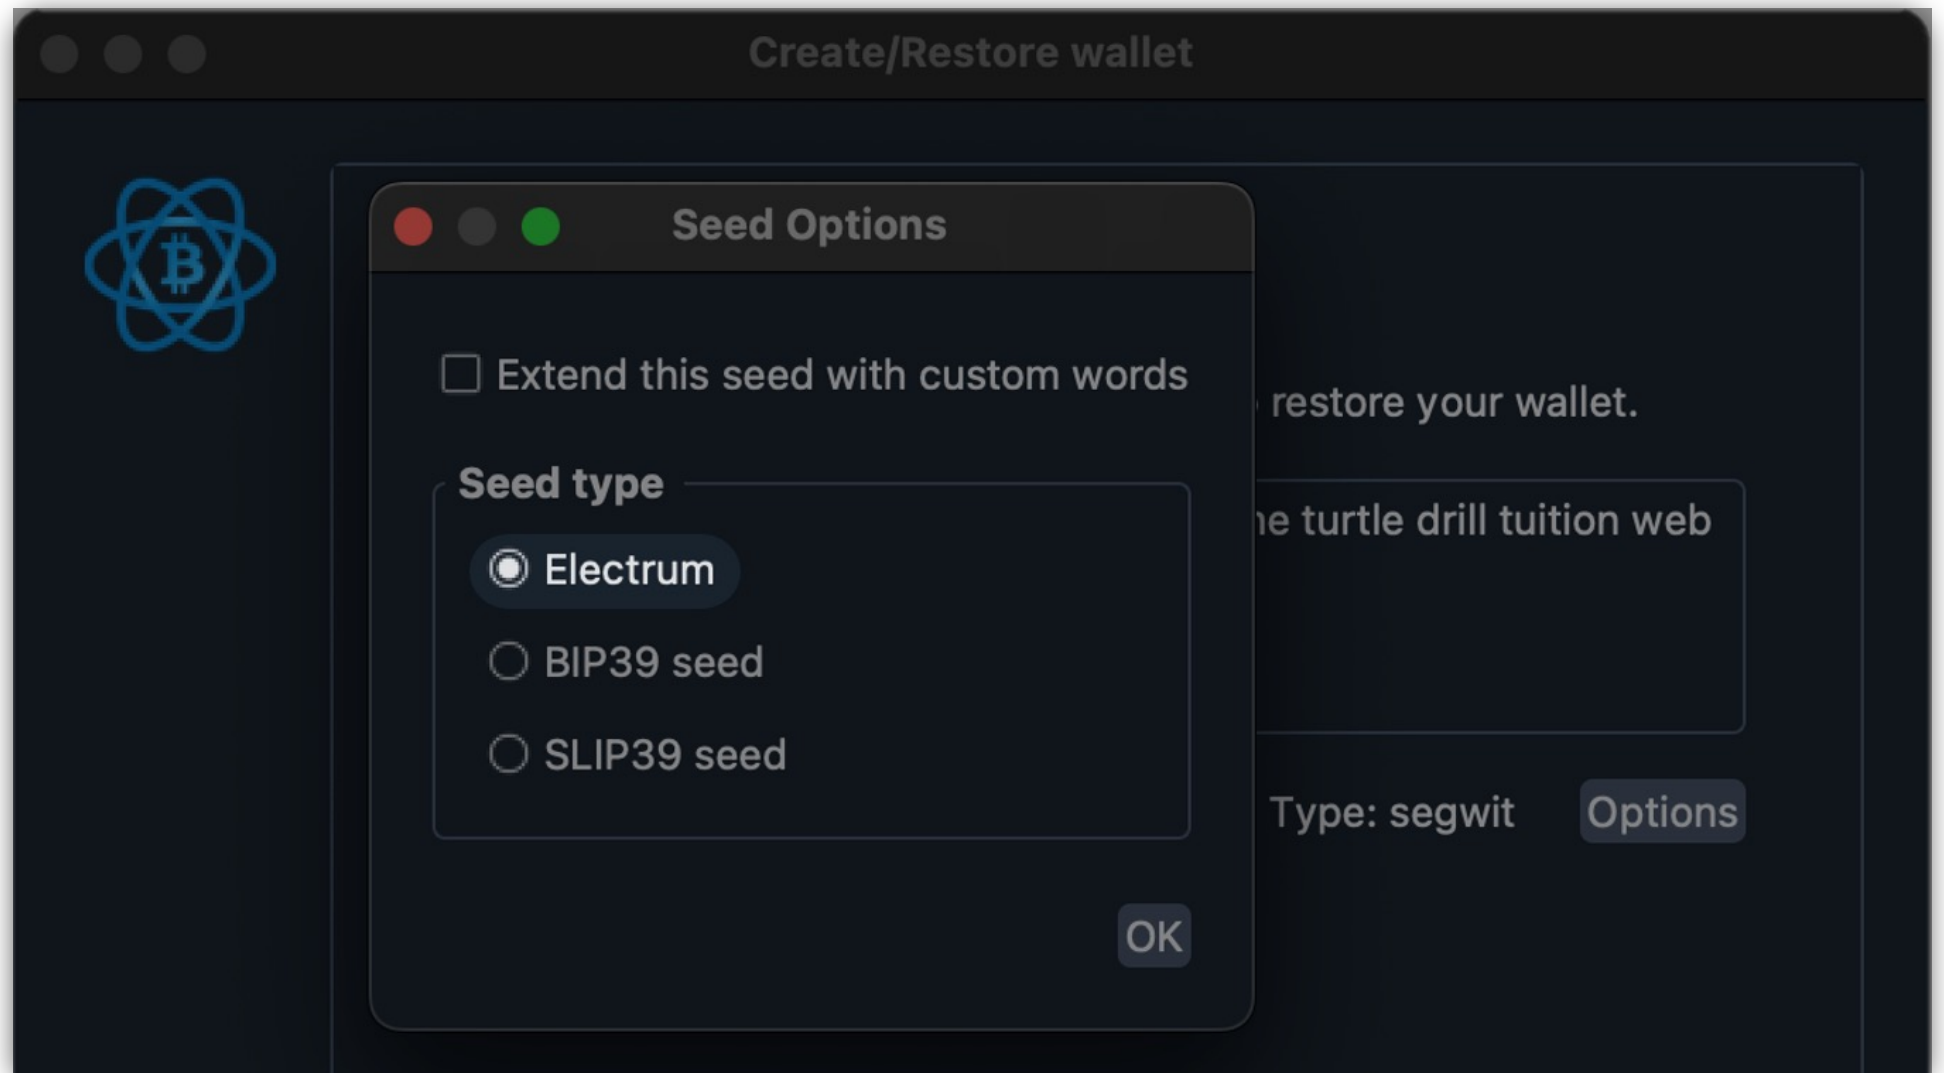 Create/Restore wallet
Seed Options
Extend this seed with custom words
restore your wallet.
Seed type
turtle drill tuition web
Electrum
BIP39 seed
SLIP39 seed
Type: segwit
Options
OK